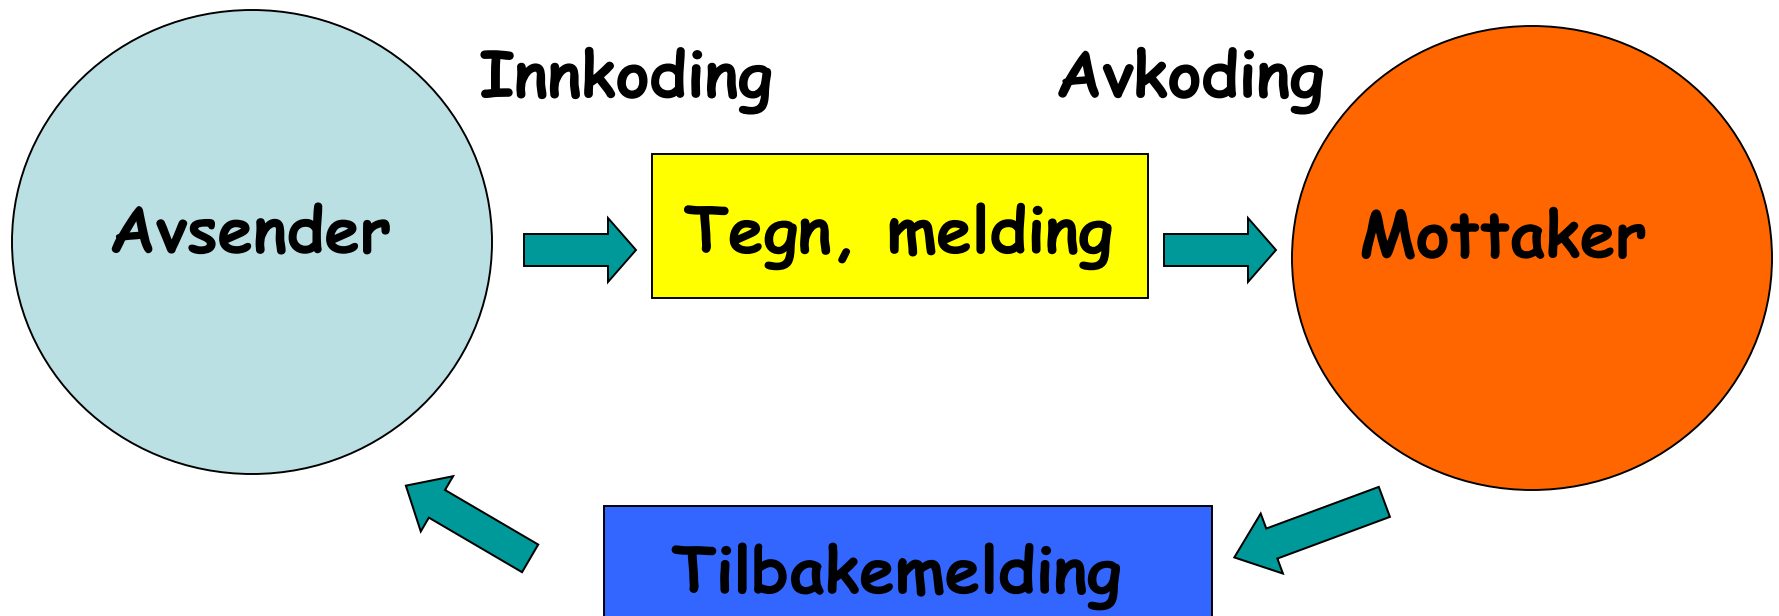 Innkoding
Avkoding
Avsender
Tegn, melding
Mottaker
Tilbakemelding